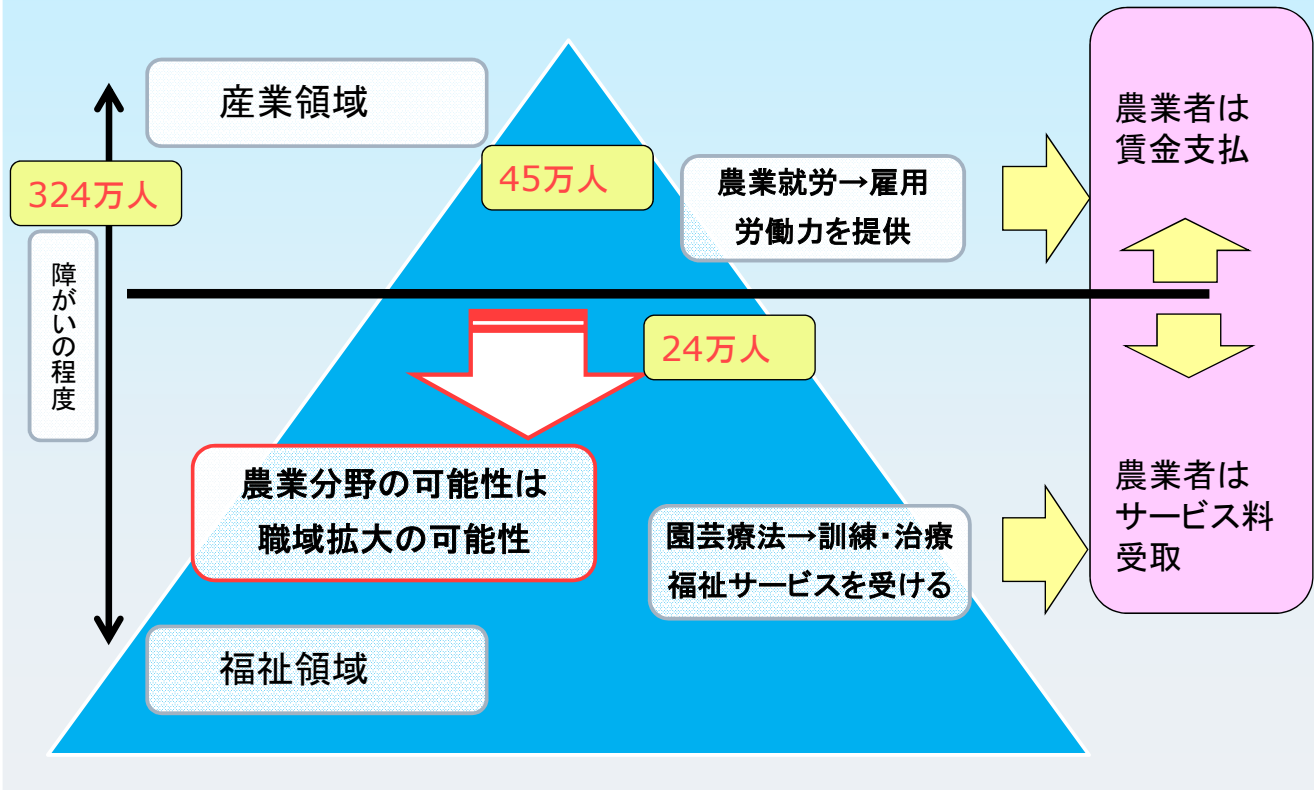 産業領域
324万人
障がいの程度
45万人
農業就労→雇用
労働力を提供
農業者は
賃金支払
24万人
農業分野の可能性は
職域拡大の可能性
園芸療法→訓練・治療
福祉サービスを受ける
農業者は
サービス料
受取
福祉領域